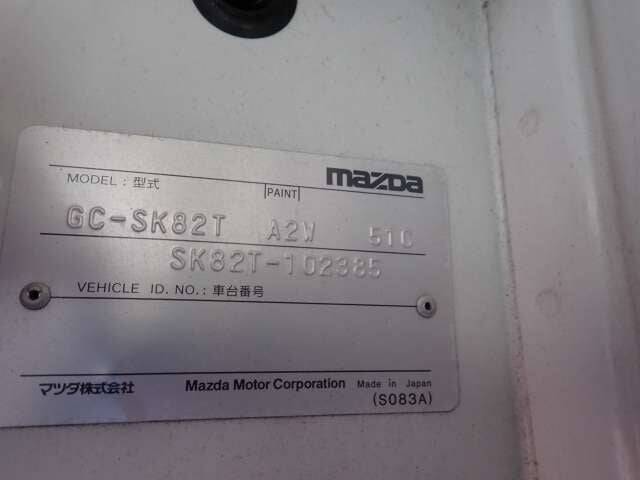 MODEL : 型式 PAINT mazda
GC-SK82T A2W 51C
SK82T-102385
VEHICLE ID. NO. : 車台番号
マツダ株式会社 Mazda Motor Corporation Made in Japan
(S083A)